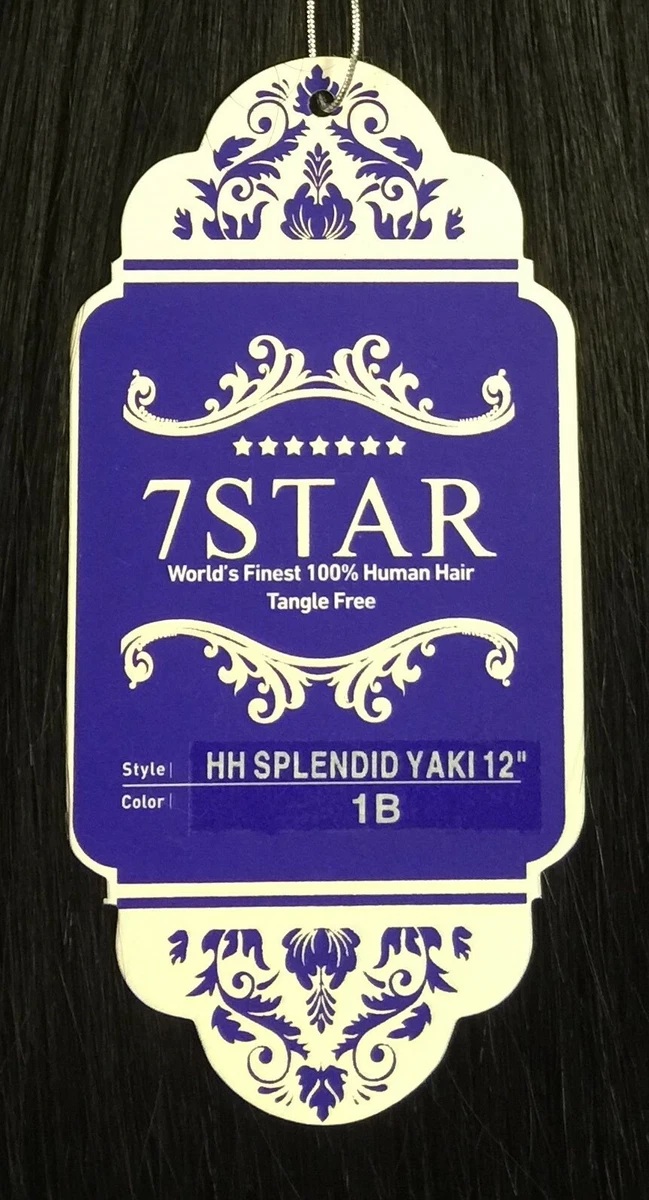 7STAR
World's Finest 100% Human Hair
Tangle Free
Style | HH SPLENDID YAKI 12"
Color | 1B